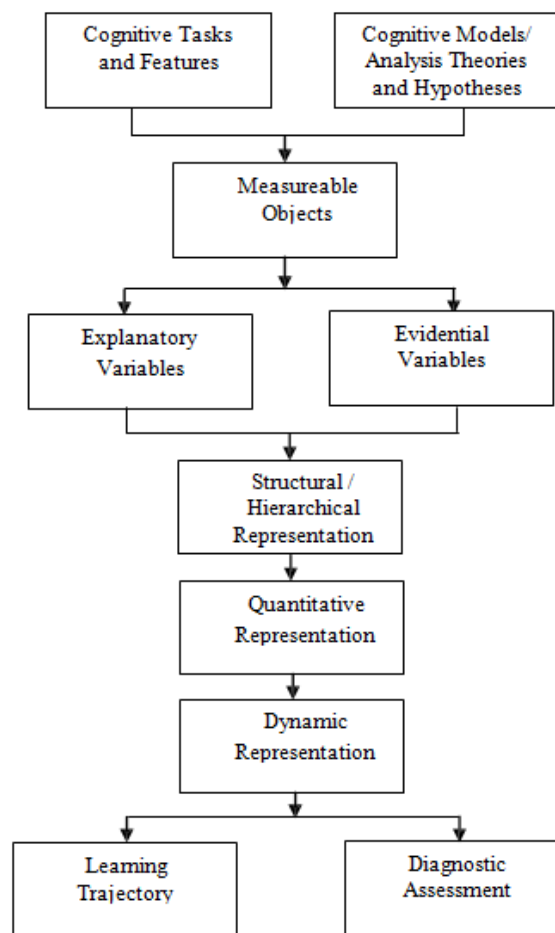 Cognitive Tasks
and Features
Cognitive Models/
Analysis Theories
and Hypotheses
Measureable
Objects
Explanatory
Variables
Evidential
Variables
Structural /
Hierarchical
Representation
Quantitative
Representation
Dynamic
Representation
Learning
Trajectory
Diagnostic
Assessment